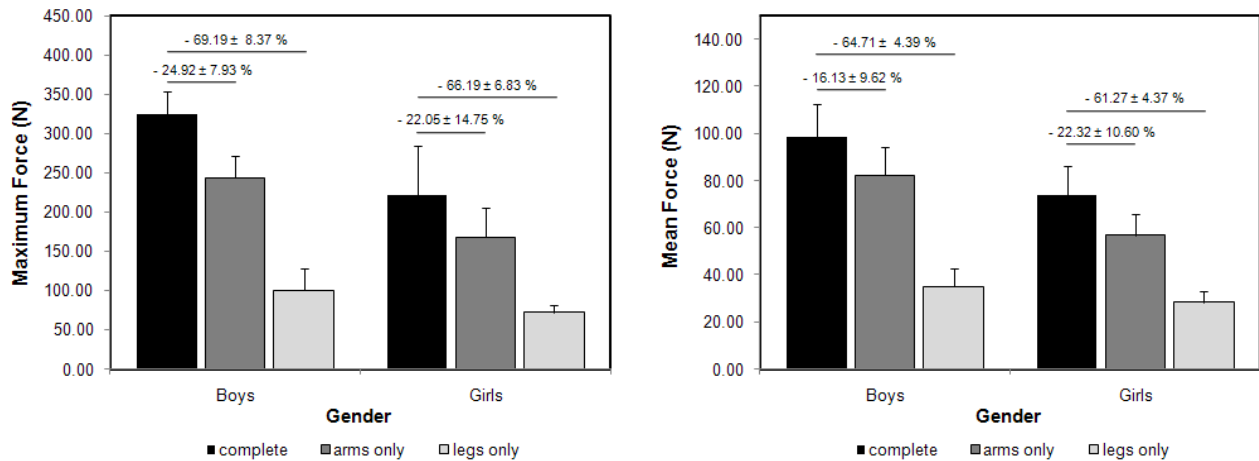 Maximum Force (N)
450.00
400.00
350.00
300.00
250.00
200.00
150.00
100.00
50.00
0.00
- 69.19 ± 8.37 %
- 24.92 ± 7.93 %
- 66.19 ± 6.83 %
- 22.05 ± 14.75 %
Boys
Girls
Gender
complete
arms only
legs only
Mean Force (N)
140.00
120.00
100.00
80.00
60.00
40.00
20.00
0.00
- 64.71 ± 4.39 %
- 16.13 ± 9.62 %
- 61.27 ± 4.37 %
- 22.32 ± 10.60 %
Boys
Girls
Gender
complete
arms only
legs only